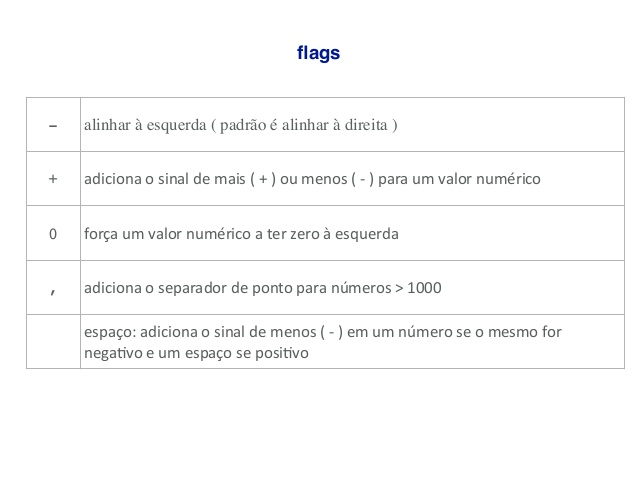 flags
– alinhar à esquerda ( padrão é alinhar à direita )
+ adiciona o sinal de mais ( + ) ou menos ( - ) para um valor numérico
0 força um valor numérico a ter zero à esquerda
, adiciona o separador de ponto para números > 1000
espaço: adiciona o sinal de menos ( - ) em um número se o mesmo for
negativo e um espaço se positivo